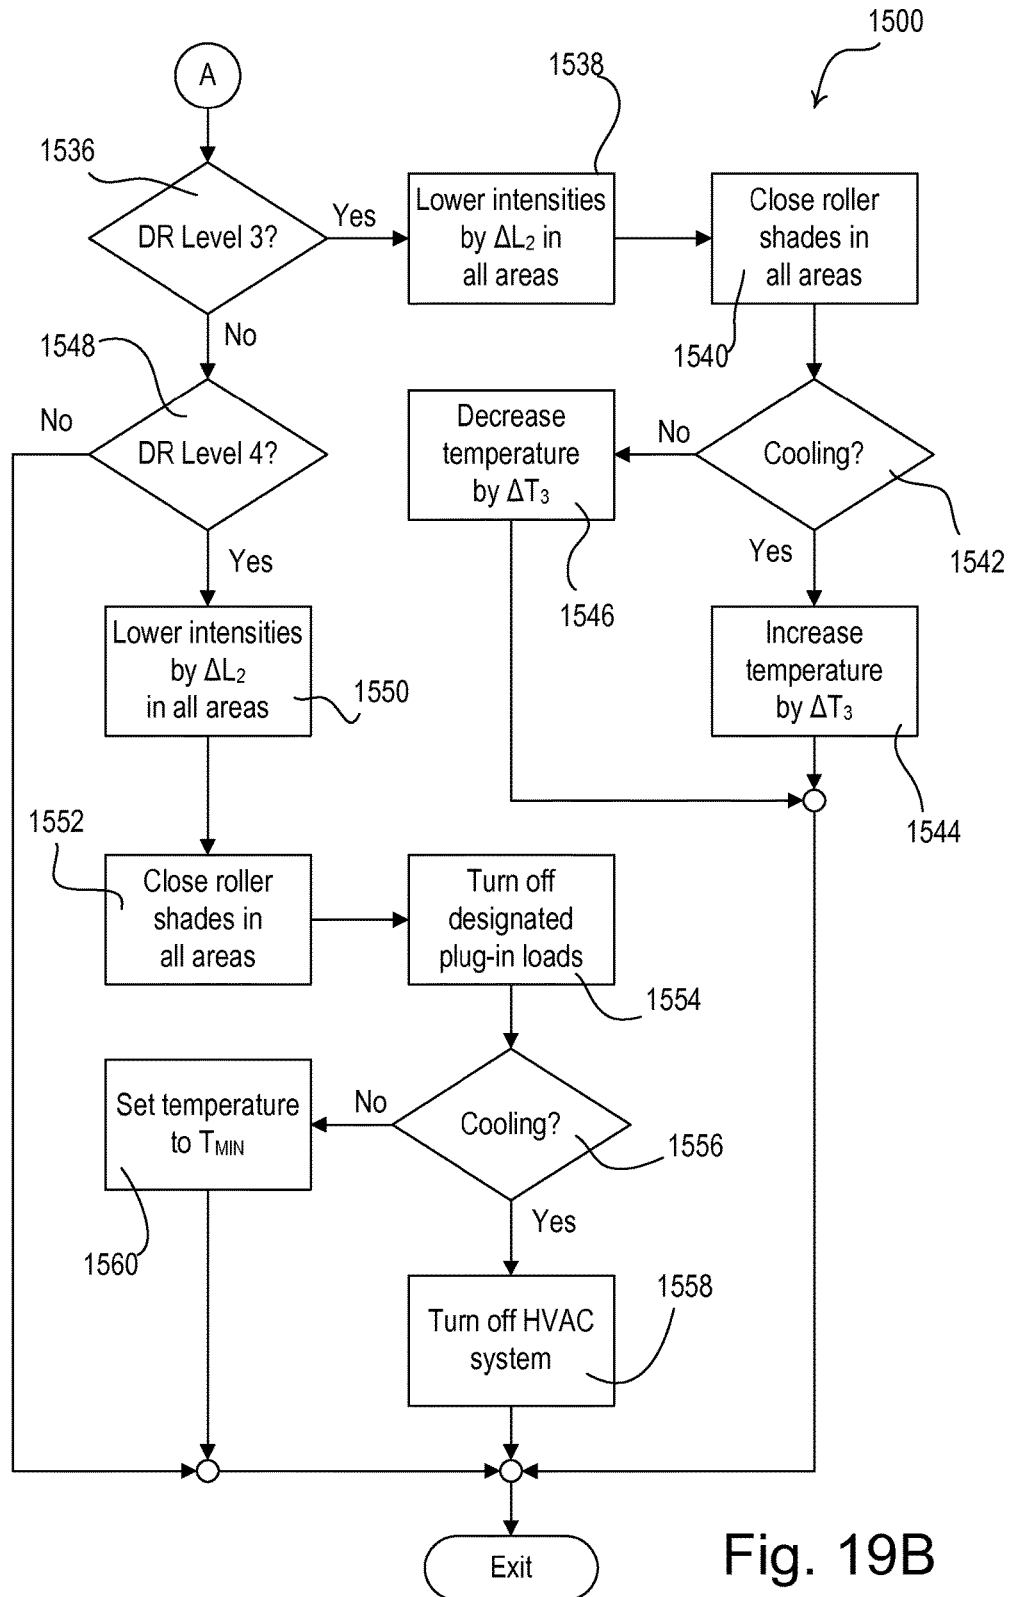 1500
A
1538
1536
DR Level 3?
Yes
Lower intensities
by ΔL₂ in
all areas
Close roller
shades in
all areas
1540
No
1548
No
DR Level 4?
Decrease
temperature
by ΔT₃
No
Cooling?
1542
Yes
Yes
1546
Lower intensities
by ΔL₂
in all areas
1550
Increase
temperature
by ΔT₃
1544
1552
Close roller
shades in
all areas
Turn off
designated
plug-in loads
1554
Set temperature
to TMIN
No
Cooling?
1556
Yes
1560
1558
Turn off HVAC
system
Exit
Fig. 19B